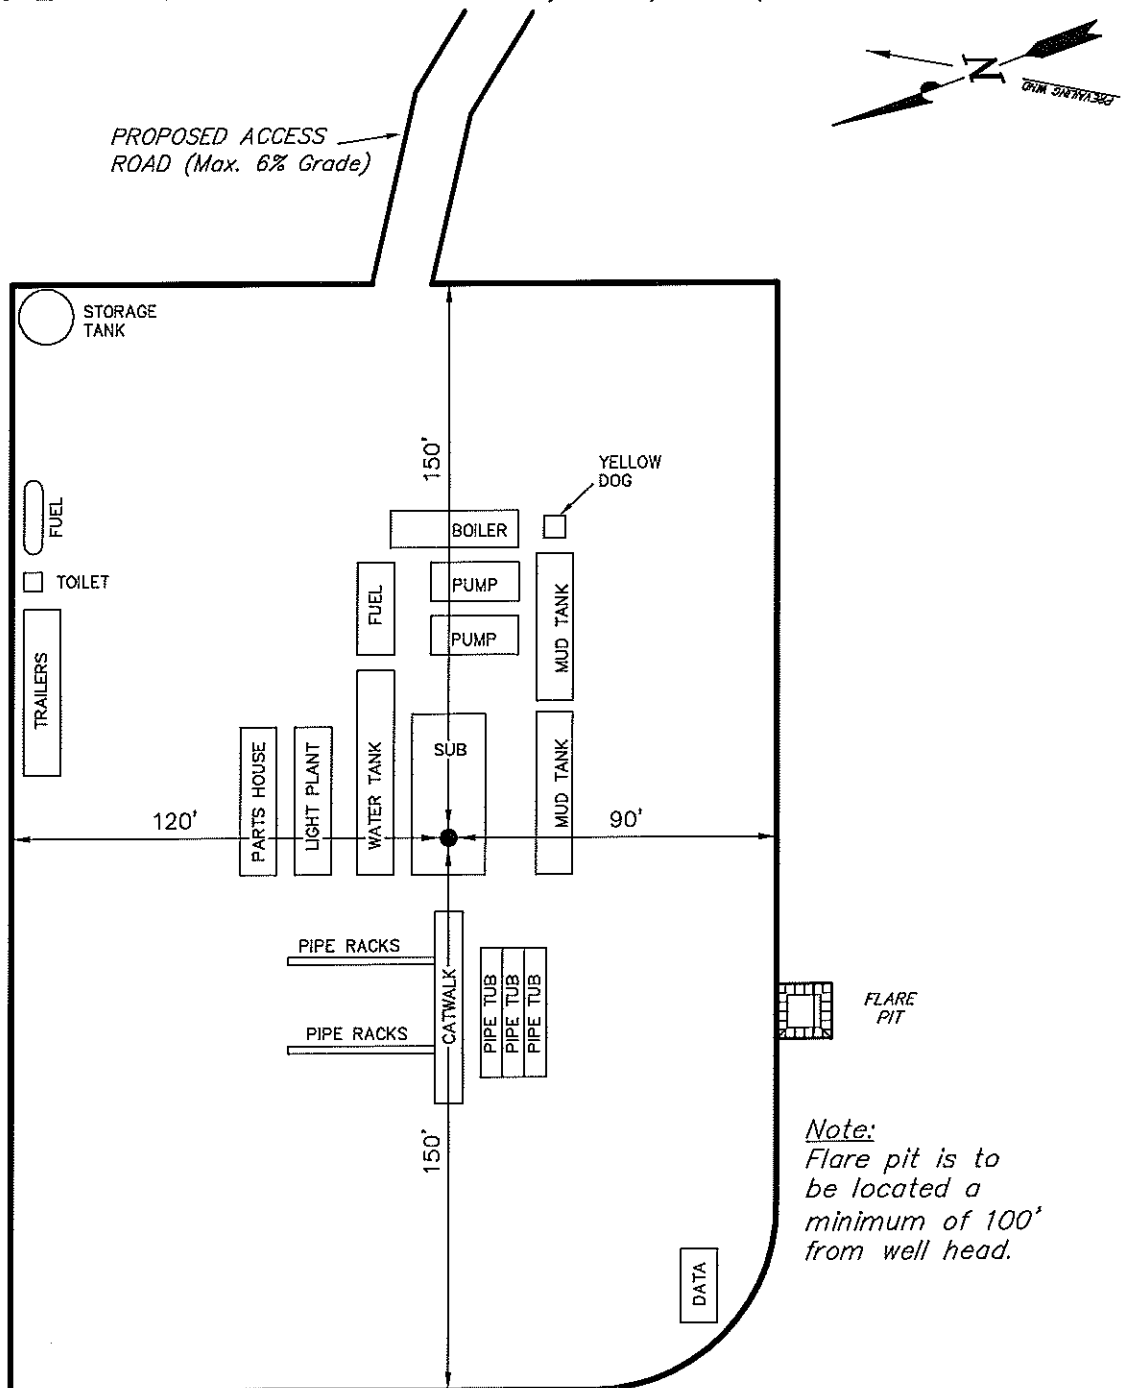 N
PREVAILING WIND
PROPOSED ACCESS
ROAD (Max. 6% Grade)
STORAGE
TANK
150'
YELLOW
DOG
FUEL
BOILER
TOILET
FUEL
PUMP
MUD TANK
PUMP
TRAILERS
SUB
PARTS HOUSE
LIGHT PLANT
WATER TANK
MUD TANK
120'
90'
PIPE RACKS
CATWALK
PIPE TUB
PIPE TUB
PIPE TUB
FLARE
PIT
PIPE RACKS
150'
Note:
Flare pit is to
be located a
minimum of 100'
from well head.
DATA